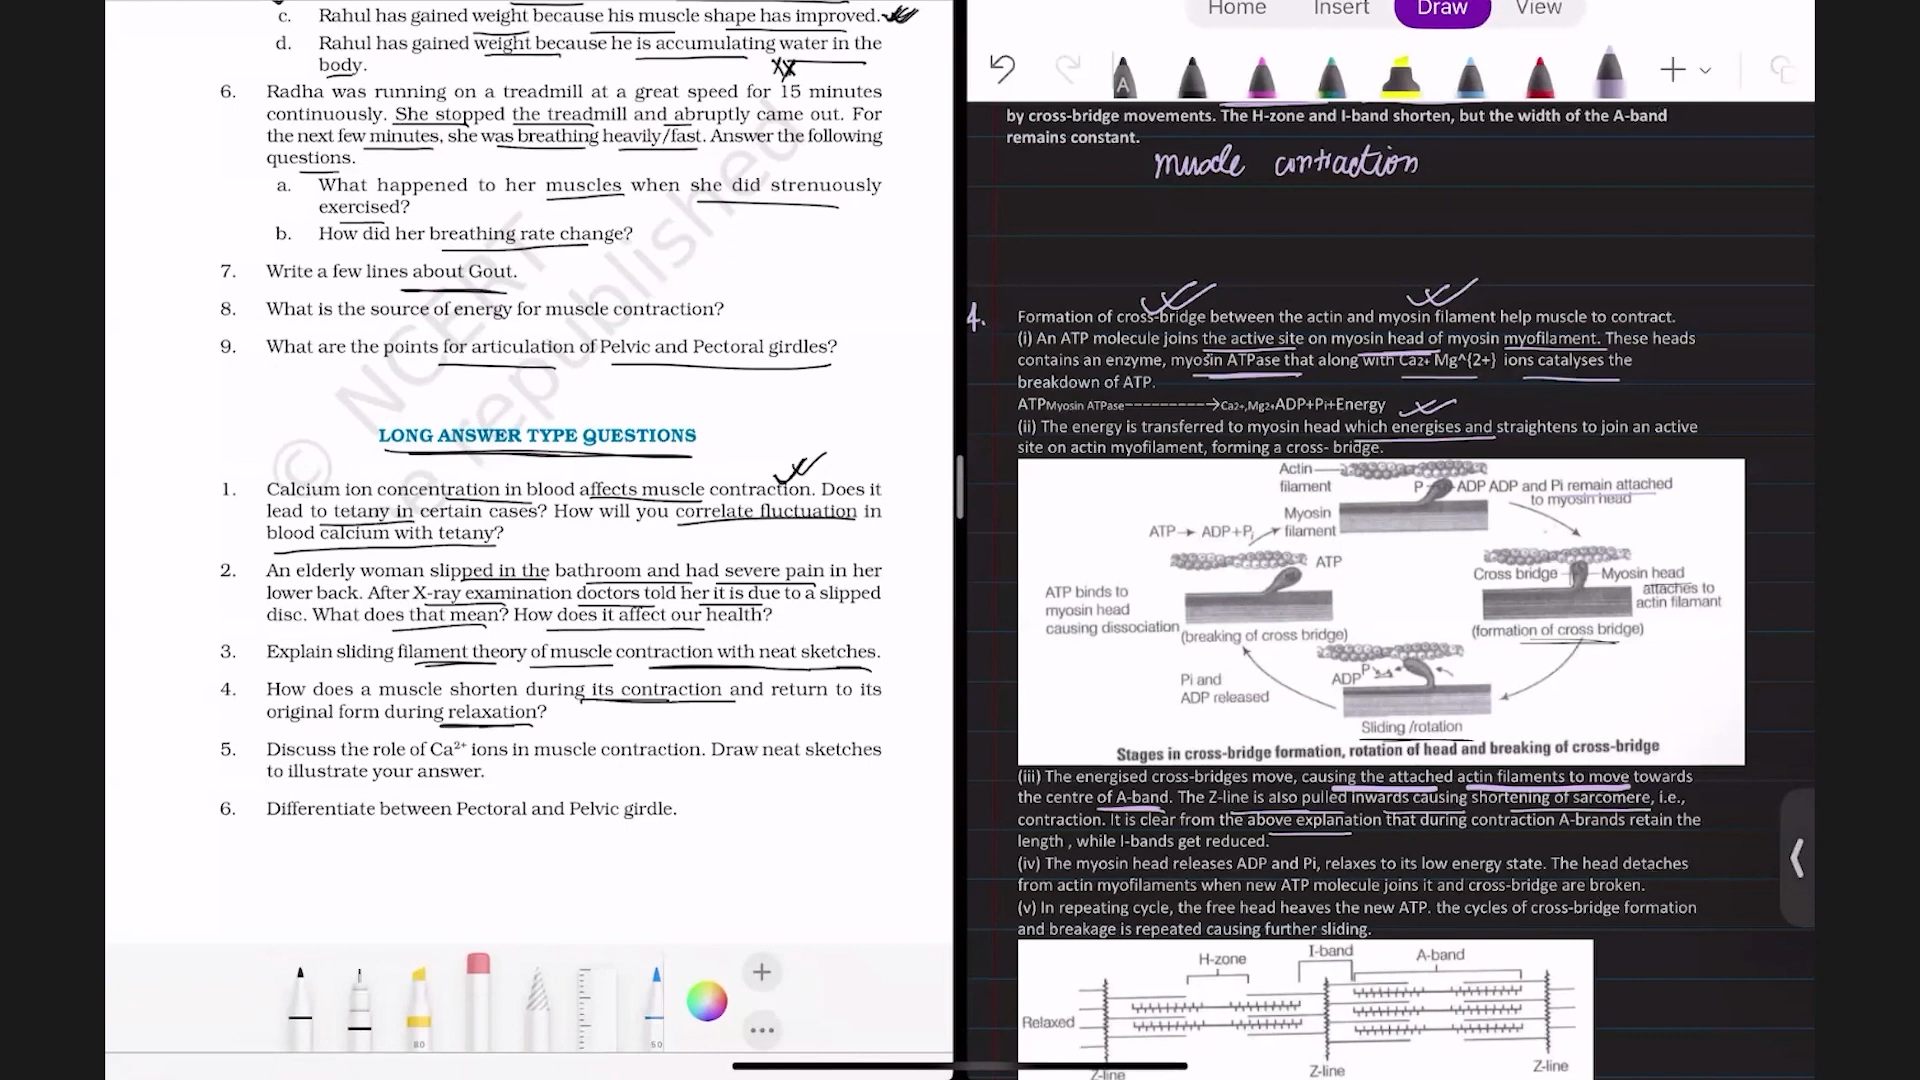 c. Rahul has gained weight because his muscle shape has improved.
d. Rahul has gained weight because he is accumulating water in the
body.
6. Radha was running on a treadmill at a great speed for 15 minutes
continuously. She stopped the treadmill and abruptly came out. For
the next few minutes, she was breathing heavily/fast. Answer the following
questions.
a. What happened to her muscles when she did strenuously
exercised?
b. How did her breathing rate change?
7. Write a few lines about Gout.
8. What is the source of energy for muscle contraction?
9. What are the points for articulation of Pelvic and Pectoral girdles?
© NCERT
republished
LONG ANSWER TYPE QUESTIONS
1. Calcium ion concentration in blood affects muscle contraction. Does it
lead to tetany in certain cases? How will you correlate fluctuation in
blood calcium with tetany?
2. An elderly woman slipped in the bathroom and had severe pain in her
lower back. After X-ray examination doctors told her it is due to a slipped
disc. What does that mean? How does it affect our health?
3. Explain sliding filament theory of muscle contraction with neat sketches.
4. How does a muscle shorten during its contraction and return to its
original form during relaxation?
5. Discuss the role of Ca²⁺ ions in muscle contraction. Draw neat sketches
to illustrate your answer.
6. Differentiate between Pectoral and Pelvic girdle.
80
50
Home Insert Draw View
A
by cross-bridge movements. The H-zone and I-band shorten, but the width of the A-band
remains constant.
muscle contraction
4.
Formation of cross-bridge between the actin and myosin filament help muscle to contract.
(i) An ATP molecule joins the active site on myosin head of myosin myofilament. These heads
contains an enzyme, myosin ATPase that along with Ca2+ Mg^{2+} ions catalyses the
breakdown of ATP.
ATPMyosin ATPase----------→Ca2+,Mg2+ADP+Pi+Energy
(ii) The energy is transferred to myosin head which energises and straightens to join an active
site on actin myofilament, forming a cross- bridge.
Actin
filament
P ADP ADP and Pi remain attached
to myosin head
Myosin
filament
ATP→ ADP+Pi
ATP
Cross bridge
Myosin head
attaches to
actin filamant
ATP binds to
myosin head
causing dissociation
(breaking of cross bridge)
(formation of cross bridge)
Pi and
ADP released
ADP P
Sliding /rotation
Stages in cross-bridge formation, rotation of head and breaking of cross-bridge
(iii) The energised cross-bridges move, causing the attached actin filaments to move towards
the centre of A-band. The Z-line is also pulled inwards causing shortening of sarcomere, i.e.,
contraction. It is clear from the above explanation that during contraction A-brands retain the
length , while I-bands get reduced.
(iv) The myosin head releases ADP and Pi, relaxes to its low energy state. The head detaches
from actin myofilaments when new ATP molecule joins it and cross-bridge are broken.
(v) In repeating cycle, the free head heaves the new ATP. the cycles of cross-bridge formation
and breakage is repeated causing further sliding.
H-zone I-band A-band
Relaxed
Z-line Z-line Z-line